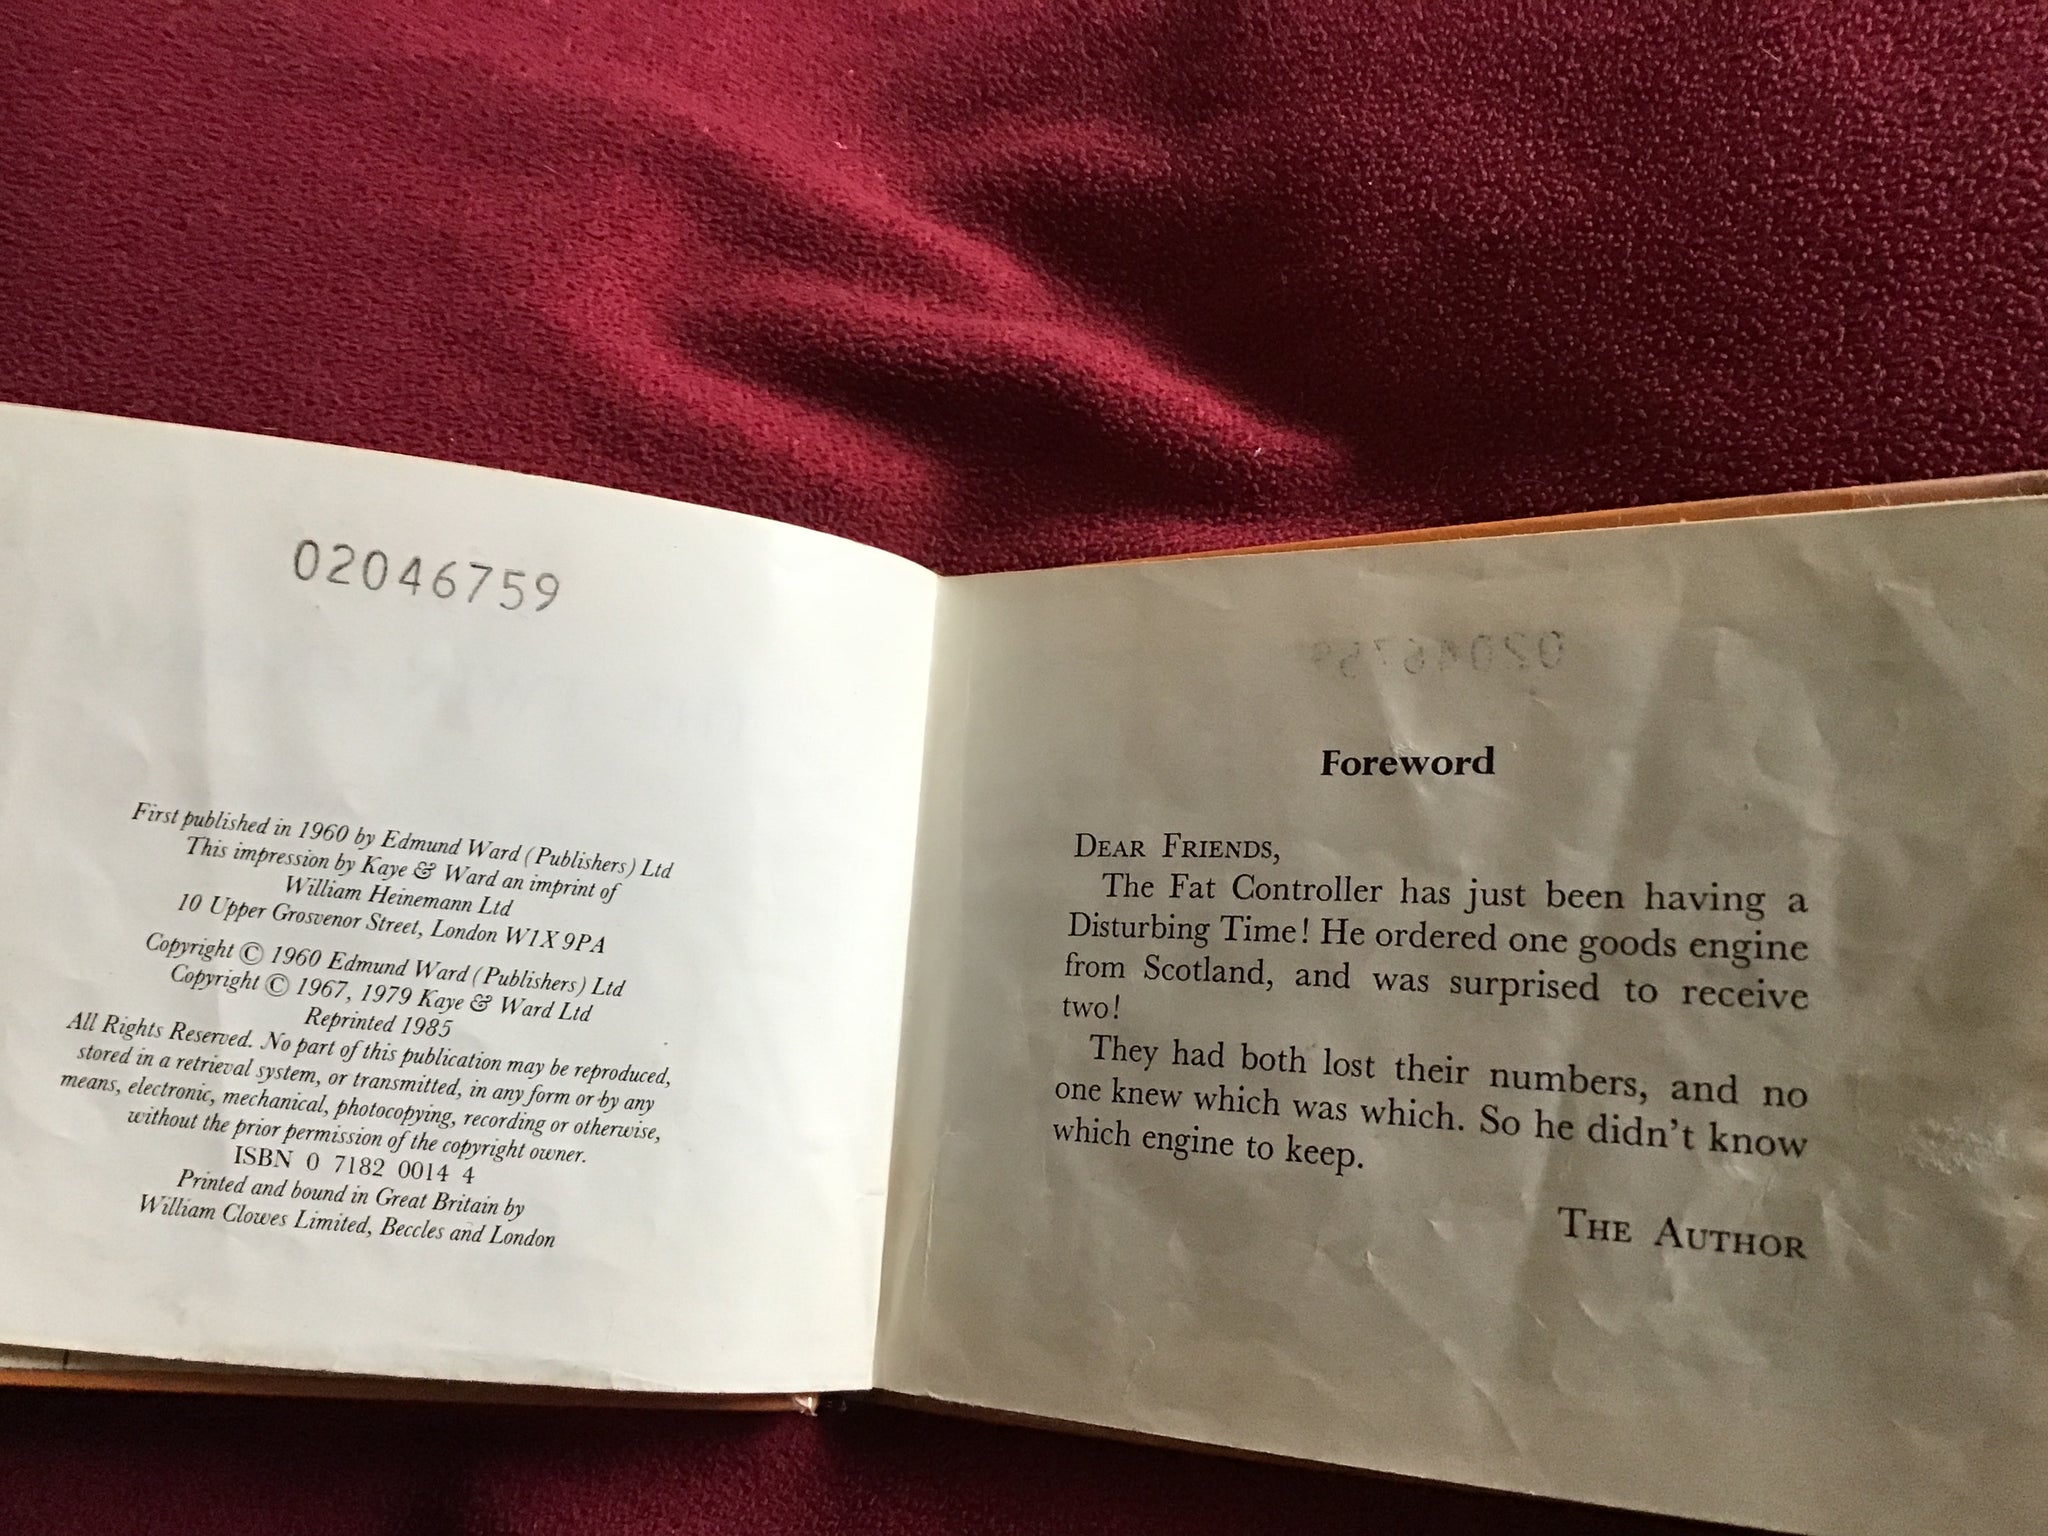 02046759
First published in 1960 by Edmund Ward (Publishers) Ltd
This impression by Kaye & Ward an imprint of
William Heinemann Ltd
10 Upper Grosvenor Street, London W1X 9PA
Copyright © 1960 Edmund Ward (Publishers) Ltd
Copyright © 1967, 1979 Kaye & Ward Ltd
Reprinted 1985
All Rights Reserved. No part of this publication may be reproduced,
stored in a retrieval system, or transmitted, in any form or by any
means, electronic, mechanical, photocopying, recording or otherwise,
without the prior permission of the copyright owner.
ISBN 0 7182 0014 4
Printed and bound in Great Britain by
William Clowes Limited, Beccles and London
02046759
Foreword
DEAR FRIENDS,
The Fat Controller has just been having a
Disturbing Time! He ordered one goods engine
from Scotland, and was surprised to receive
two!
They had both lost their numbers, and no
one knew which was which. So he didn't know
which engine to keep.
THE AUTHOR